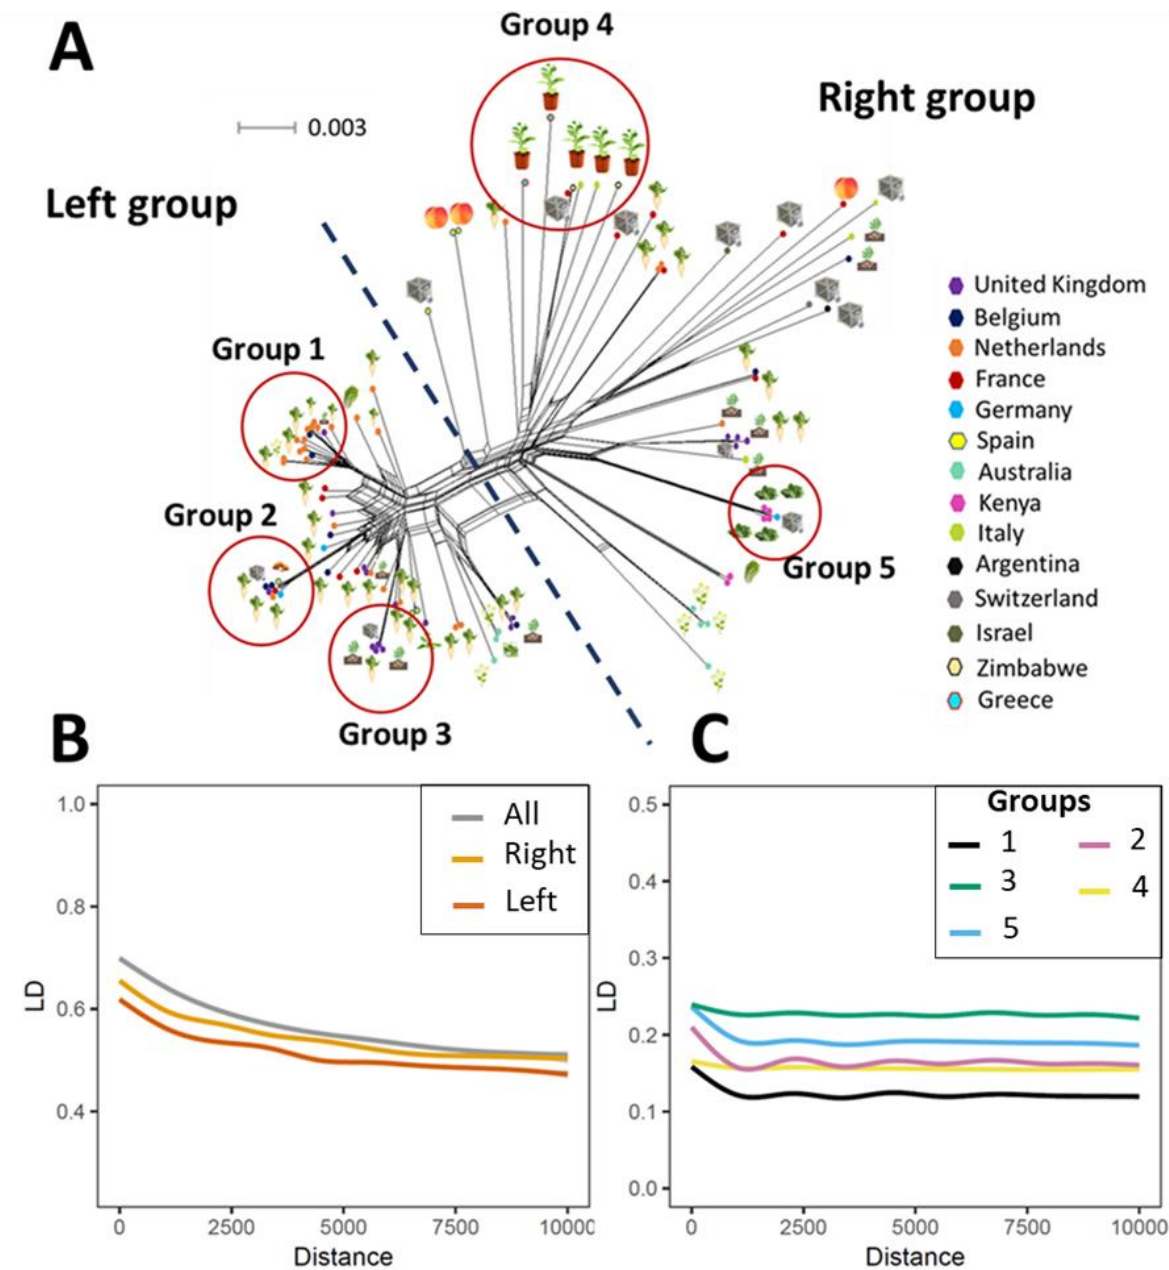 A
Group 4
Right group
0.003
Left group
United Kingdom
Belgium
Netherlands
France
Germany
Spain
Australia
Kenya
Italy
Argentina
Switzerland
Israel
Zimbabwe
Greece
Group 1
Group 2
Group 5
Group 3
B
LD
1.0
0.8
0.6
0.4
All
Right
Left
0 2500 5000 7500 10000
Distance
C
LD
0.5
0.4
0.3
0.2
0.1
0.0
Groups
1 2
3 4
5
0 2500 5000 7500 10000
Distance